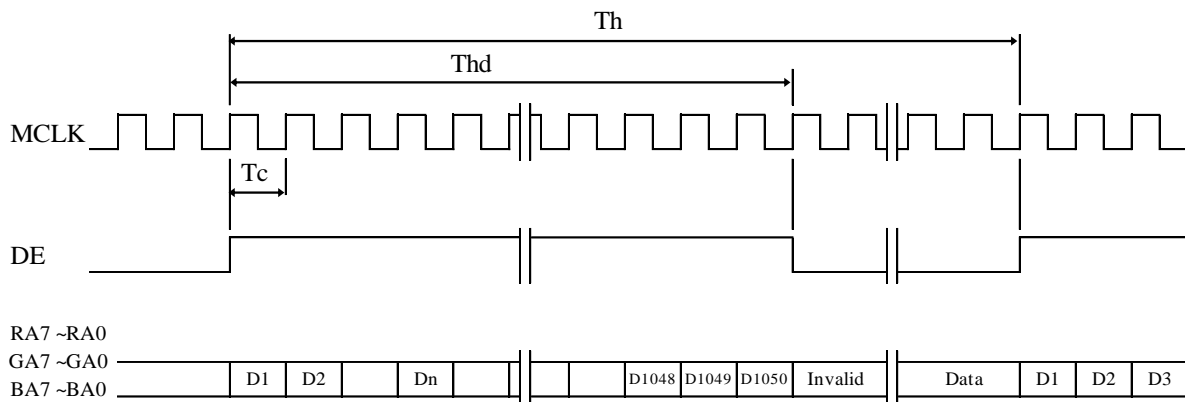 Th
Thd
MCLK
Tc
DE
RA7 ~RA0
GA7 ~GA0
BA7 ~BA0
D1 D2 Dn D1048 D1049 D1050 Invalid Data D1 D2 D3